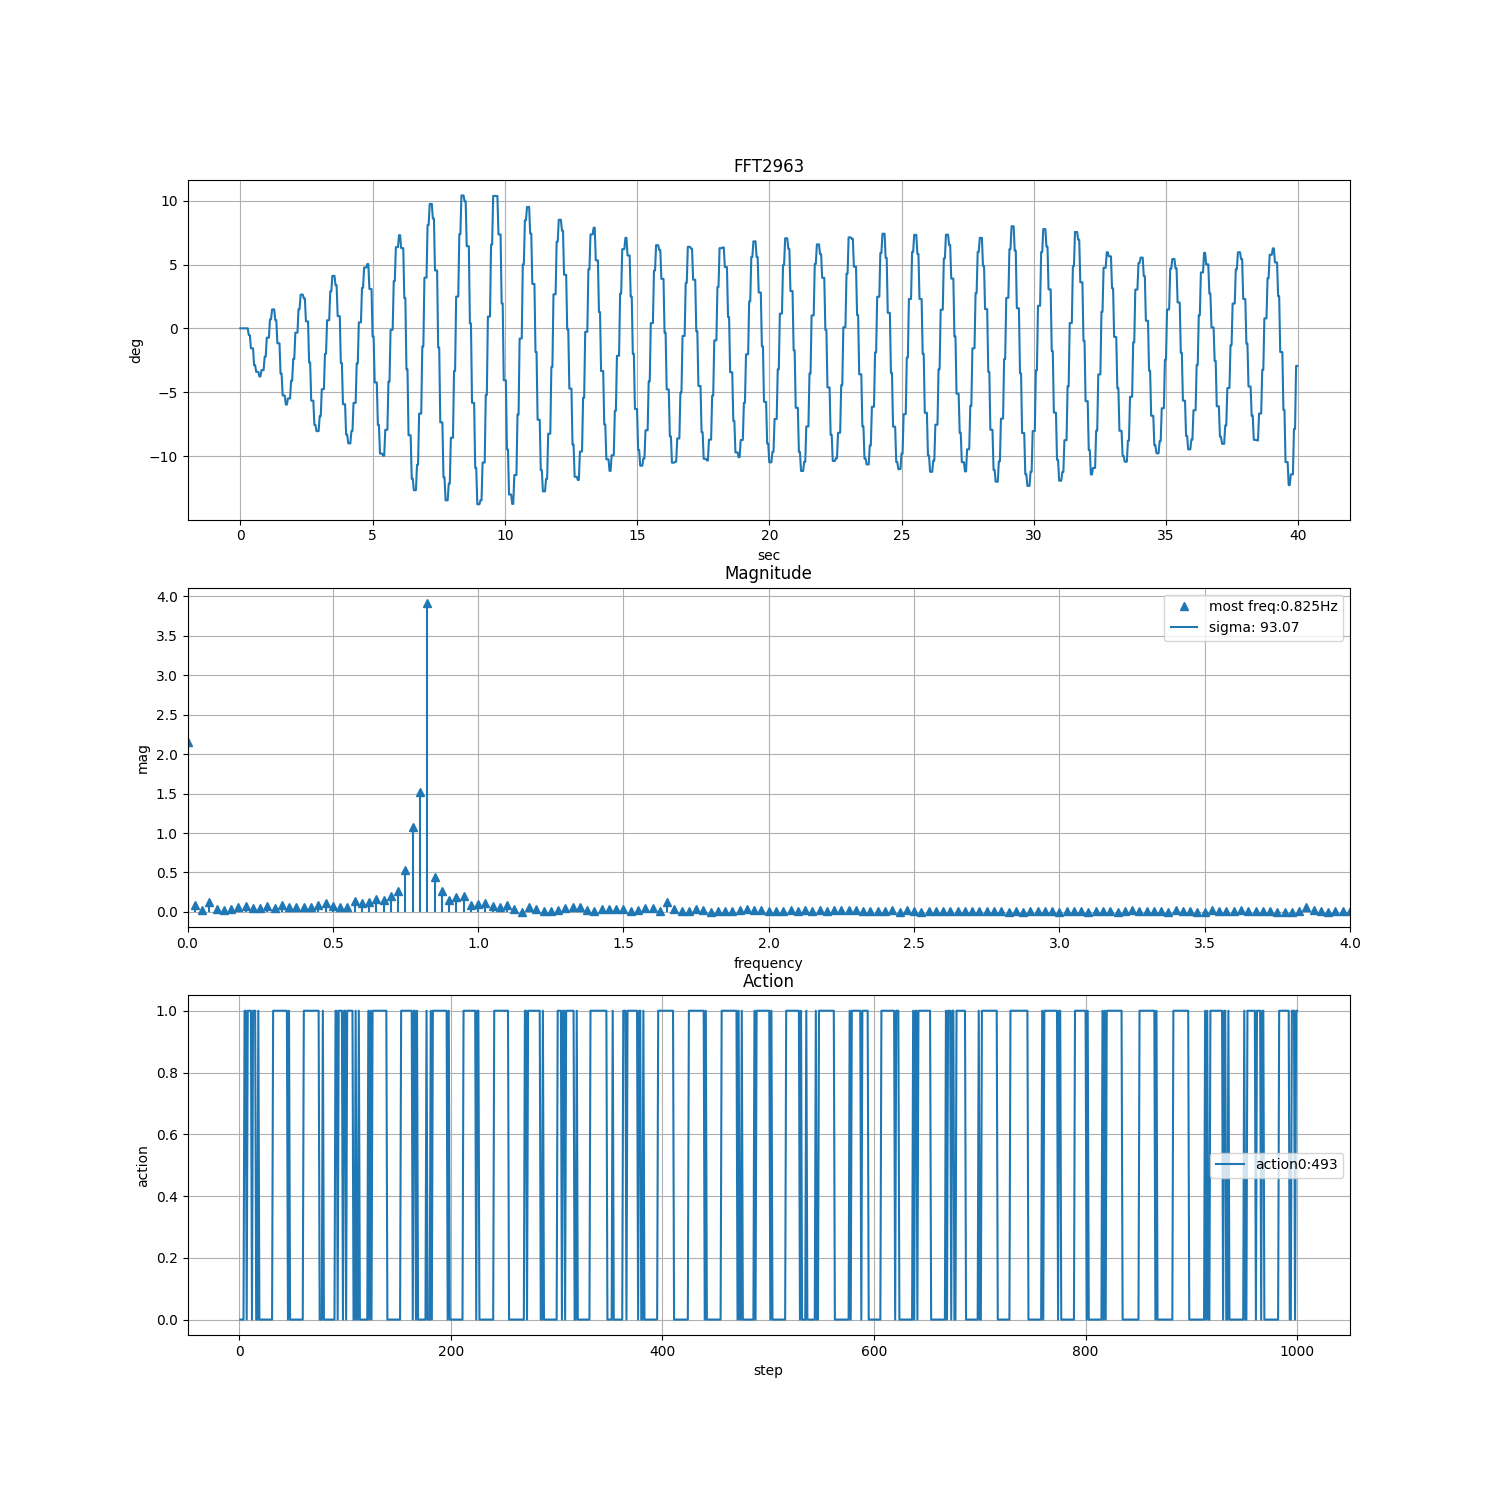 FFT2963
10
5
0
−5
−10
deg
0 5 10 15 20 25 30 35 40
sec
Magnitude
4.0
3.5
3.0
2.5
2.0
1.5
1.0
0.5
0.0
mag
most freq:0.825Hz
sigma: 93.07
0.0 0.5 1.0 1.5 2.0 2.5 3.0 3.5 4.0
frequency
Action
1.0
0.8
0.6
0.4
0.2
0.0
action
action0:493
0 200 400 600 800 1000
step